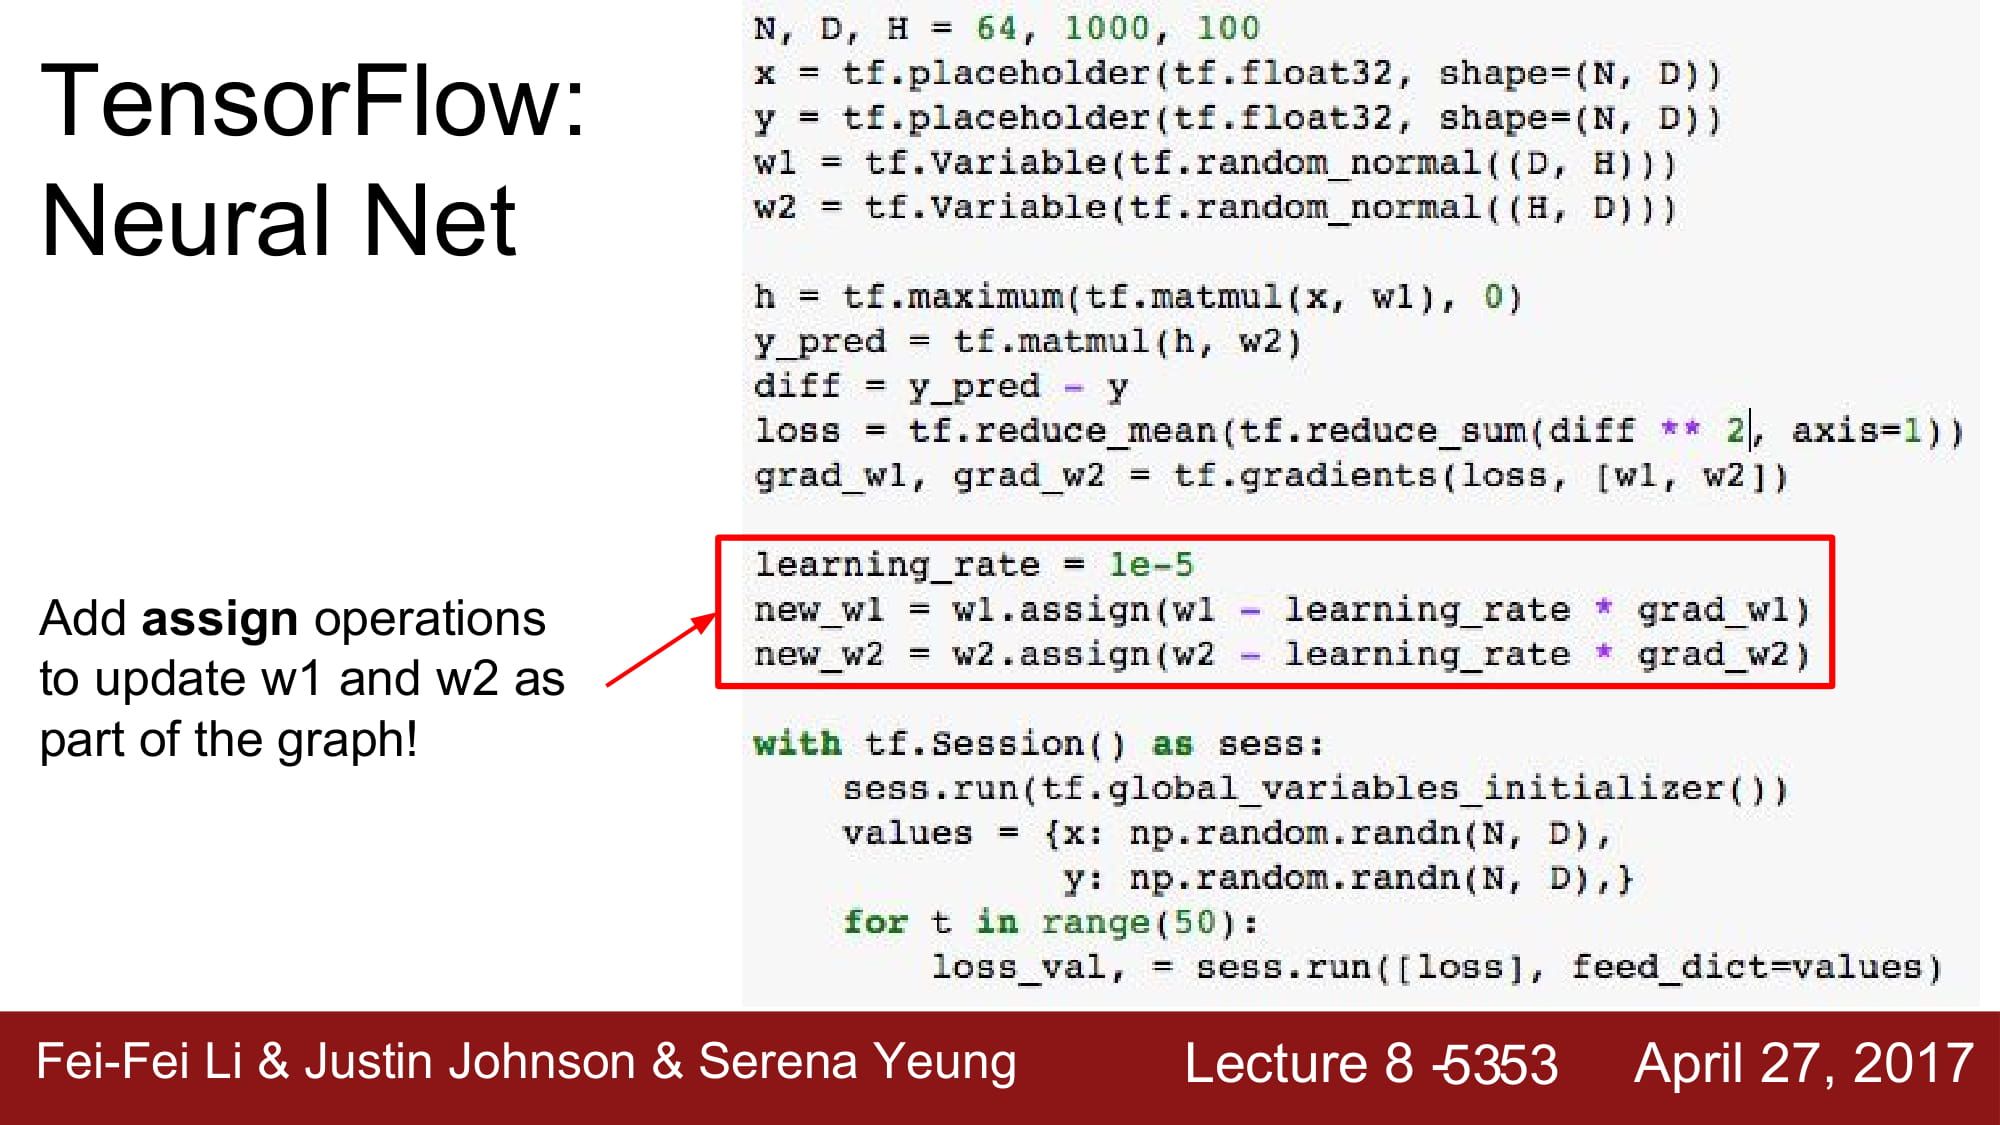 TensorFlow:
Neural Net
Add assign operations
to update w1 and w2 as
part of the graph!
N, D, H = 64, 1000, 100
x = tf.placeholder(tf.float32, shape=(N, D))
y = tf.placeholder(tf.float32, shape=(N, D))
w1 = tf.Variable(tf.random_normal((D, H)))
w2 = tf.Variable(tf.random_normal((H, D)))

h = tf.maximum(tf.matmul(x, w1), 0)
y_pred = tf.matmul(h, w2)
diff = y_pred - y
loss = tf.reduce_mean(tf.reduce_sum(diff ** 2, axis=1))
grad_w1, grad_w2 = tf.gradients(loss, [w1, w2])

learning_rate = 1e-5
new_w1 = w1.assign(w1 - learning_rate * grad_w1)
new_w2 = w2.assign(w2 - learning_rate * grad_w2)

with tf.Session() as sess:
    sess.run(tf.global_variables_initializer())
    values = {x: np.random.randn(N, D),
              y: np.random.randn(N, D),}
    for t in range(50):
        loss_val, = sess.run([loss], feed_dict=values)
Fei-Fei Li & Justin Johnson & Serena Yeung Lecture 8 -5353 April 27, 2017